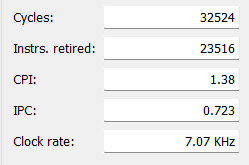 Cycles: 32524
Instrs. retired: 23516
CPI: 1.38
IPC: 0.723
Clock rate: 7.07 KHz